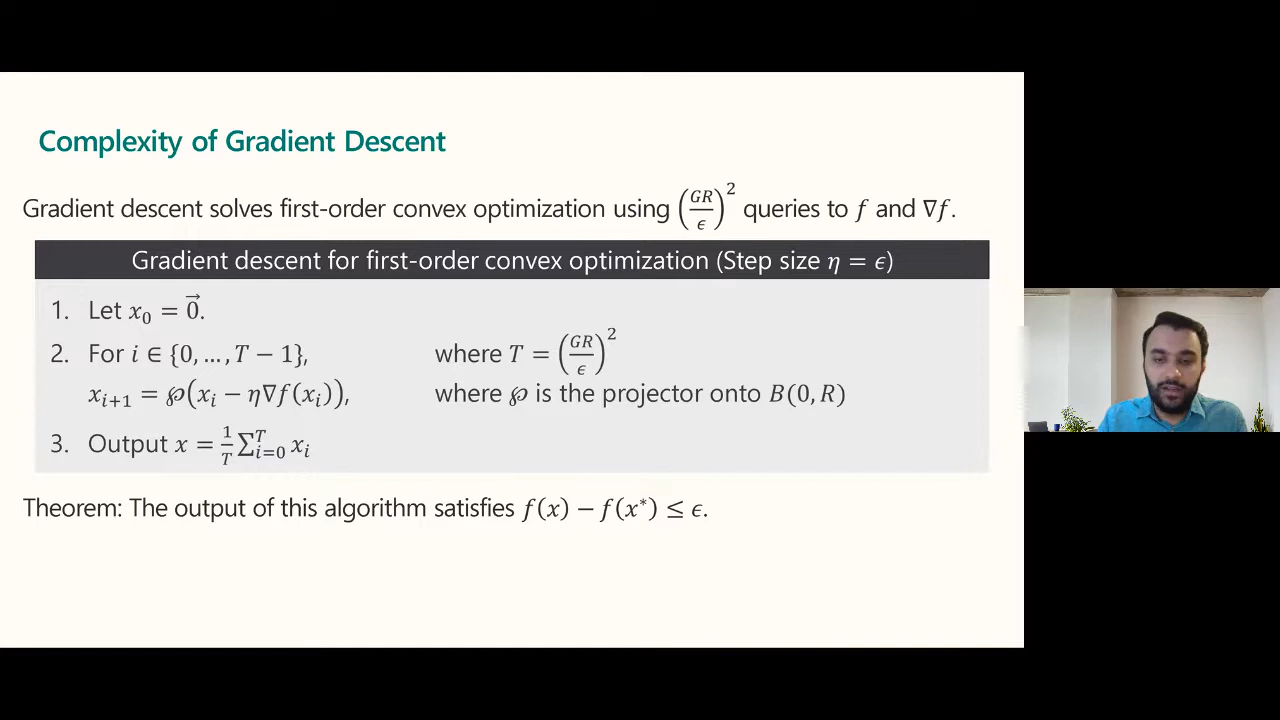 Complexity of Gradient Descent
Gradient descent solves first-order convex optimization using (GR/ϵ)² queries to f and ∇f.
Gradient descent for first-order convex optimization (Step size η = ϵ)
1. Let x₀ = 0⃗.
2. For i ∈ {0, …, T − 1}, where T = (GR/ϵ)²
xᵢ₊₁ = ℘(xᵢ − η∇f(xᵢ)), where ℘ is the projector onto B(0, R)
3. Output x = 1/T ∑ᵢ₌₀ᵀ xᵢ
Theorem: The output of this algorithm satisfies f(x) − f(x*) ≤ ϵ.